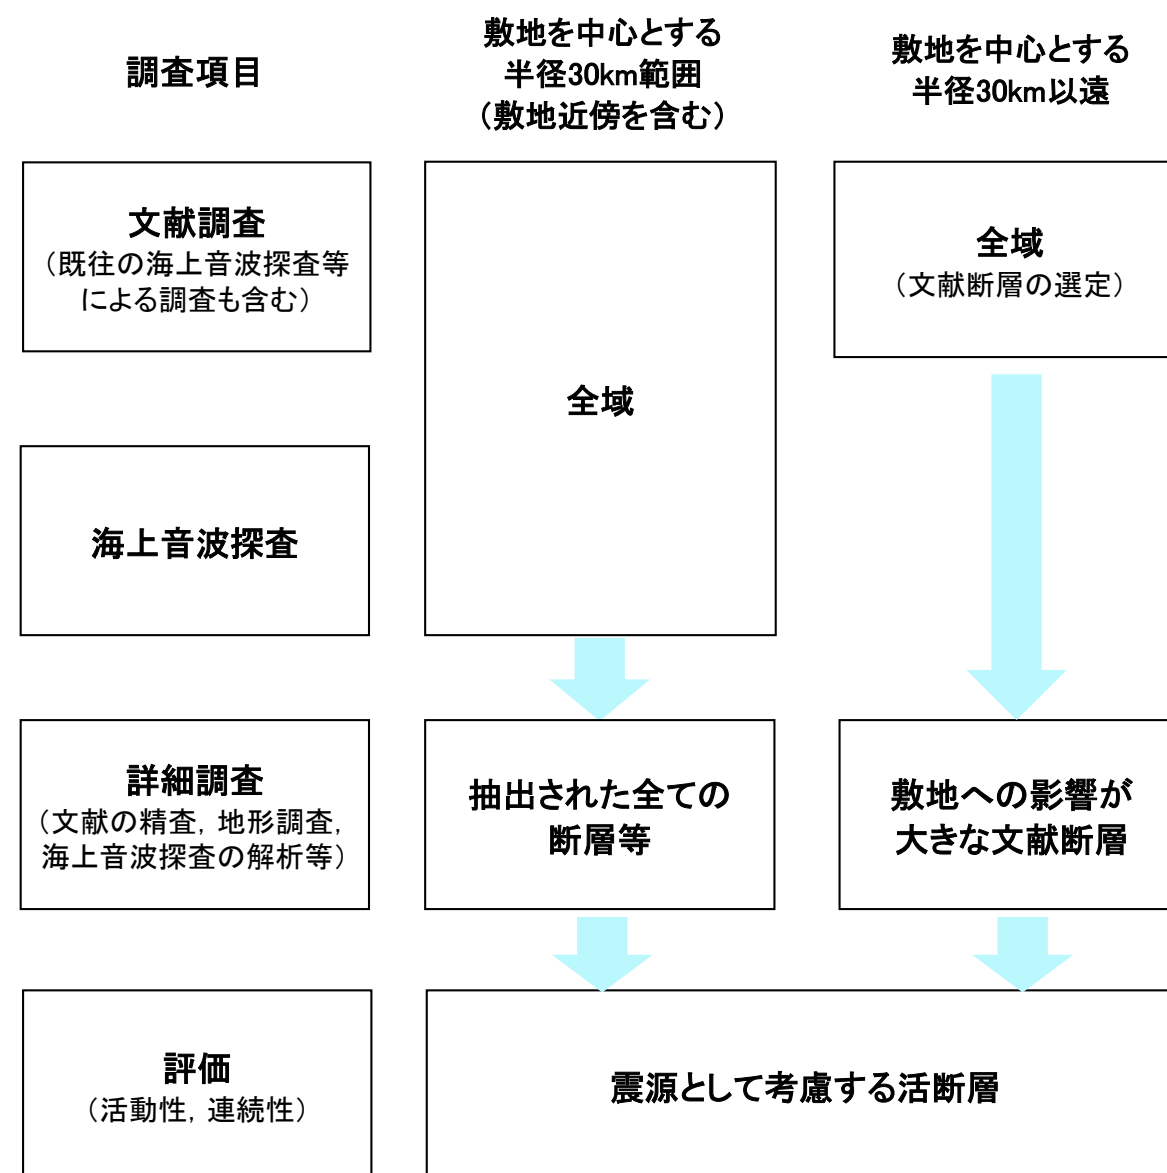 調査項目
敷地を中心とする
半径30km範囲
（敷地近傍を含む）
敷地を中心とする
半径30km以遠
文献調査
（既往の海上音波探査等
による調査も含む）
全域
全域
（文献断層の選定）
海上音波探査
詳細調査
（文献の精査，地形調査，
海上音波探査の解析等）
抽出された全ての
断層等
敷地への影響が
大きな文献断層
評価
（活動性，連続性）
震源として考慮する活断層